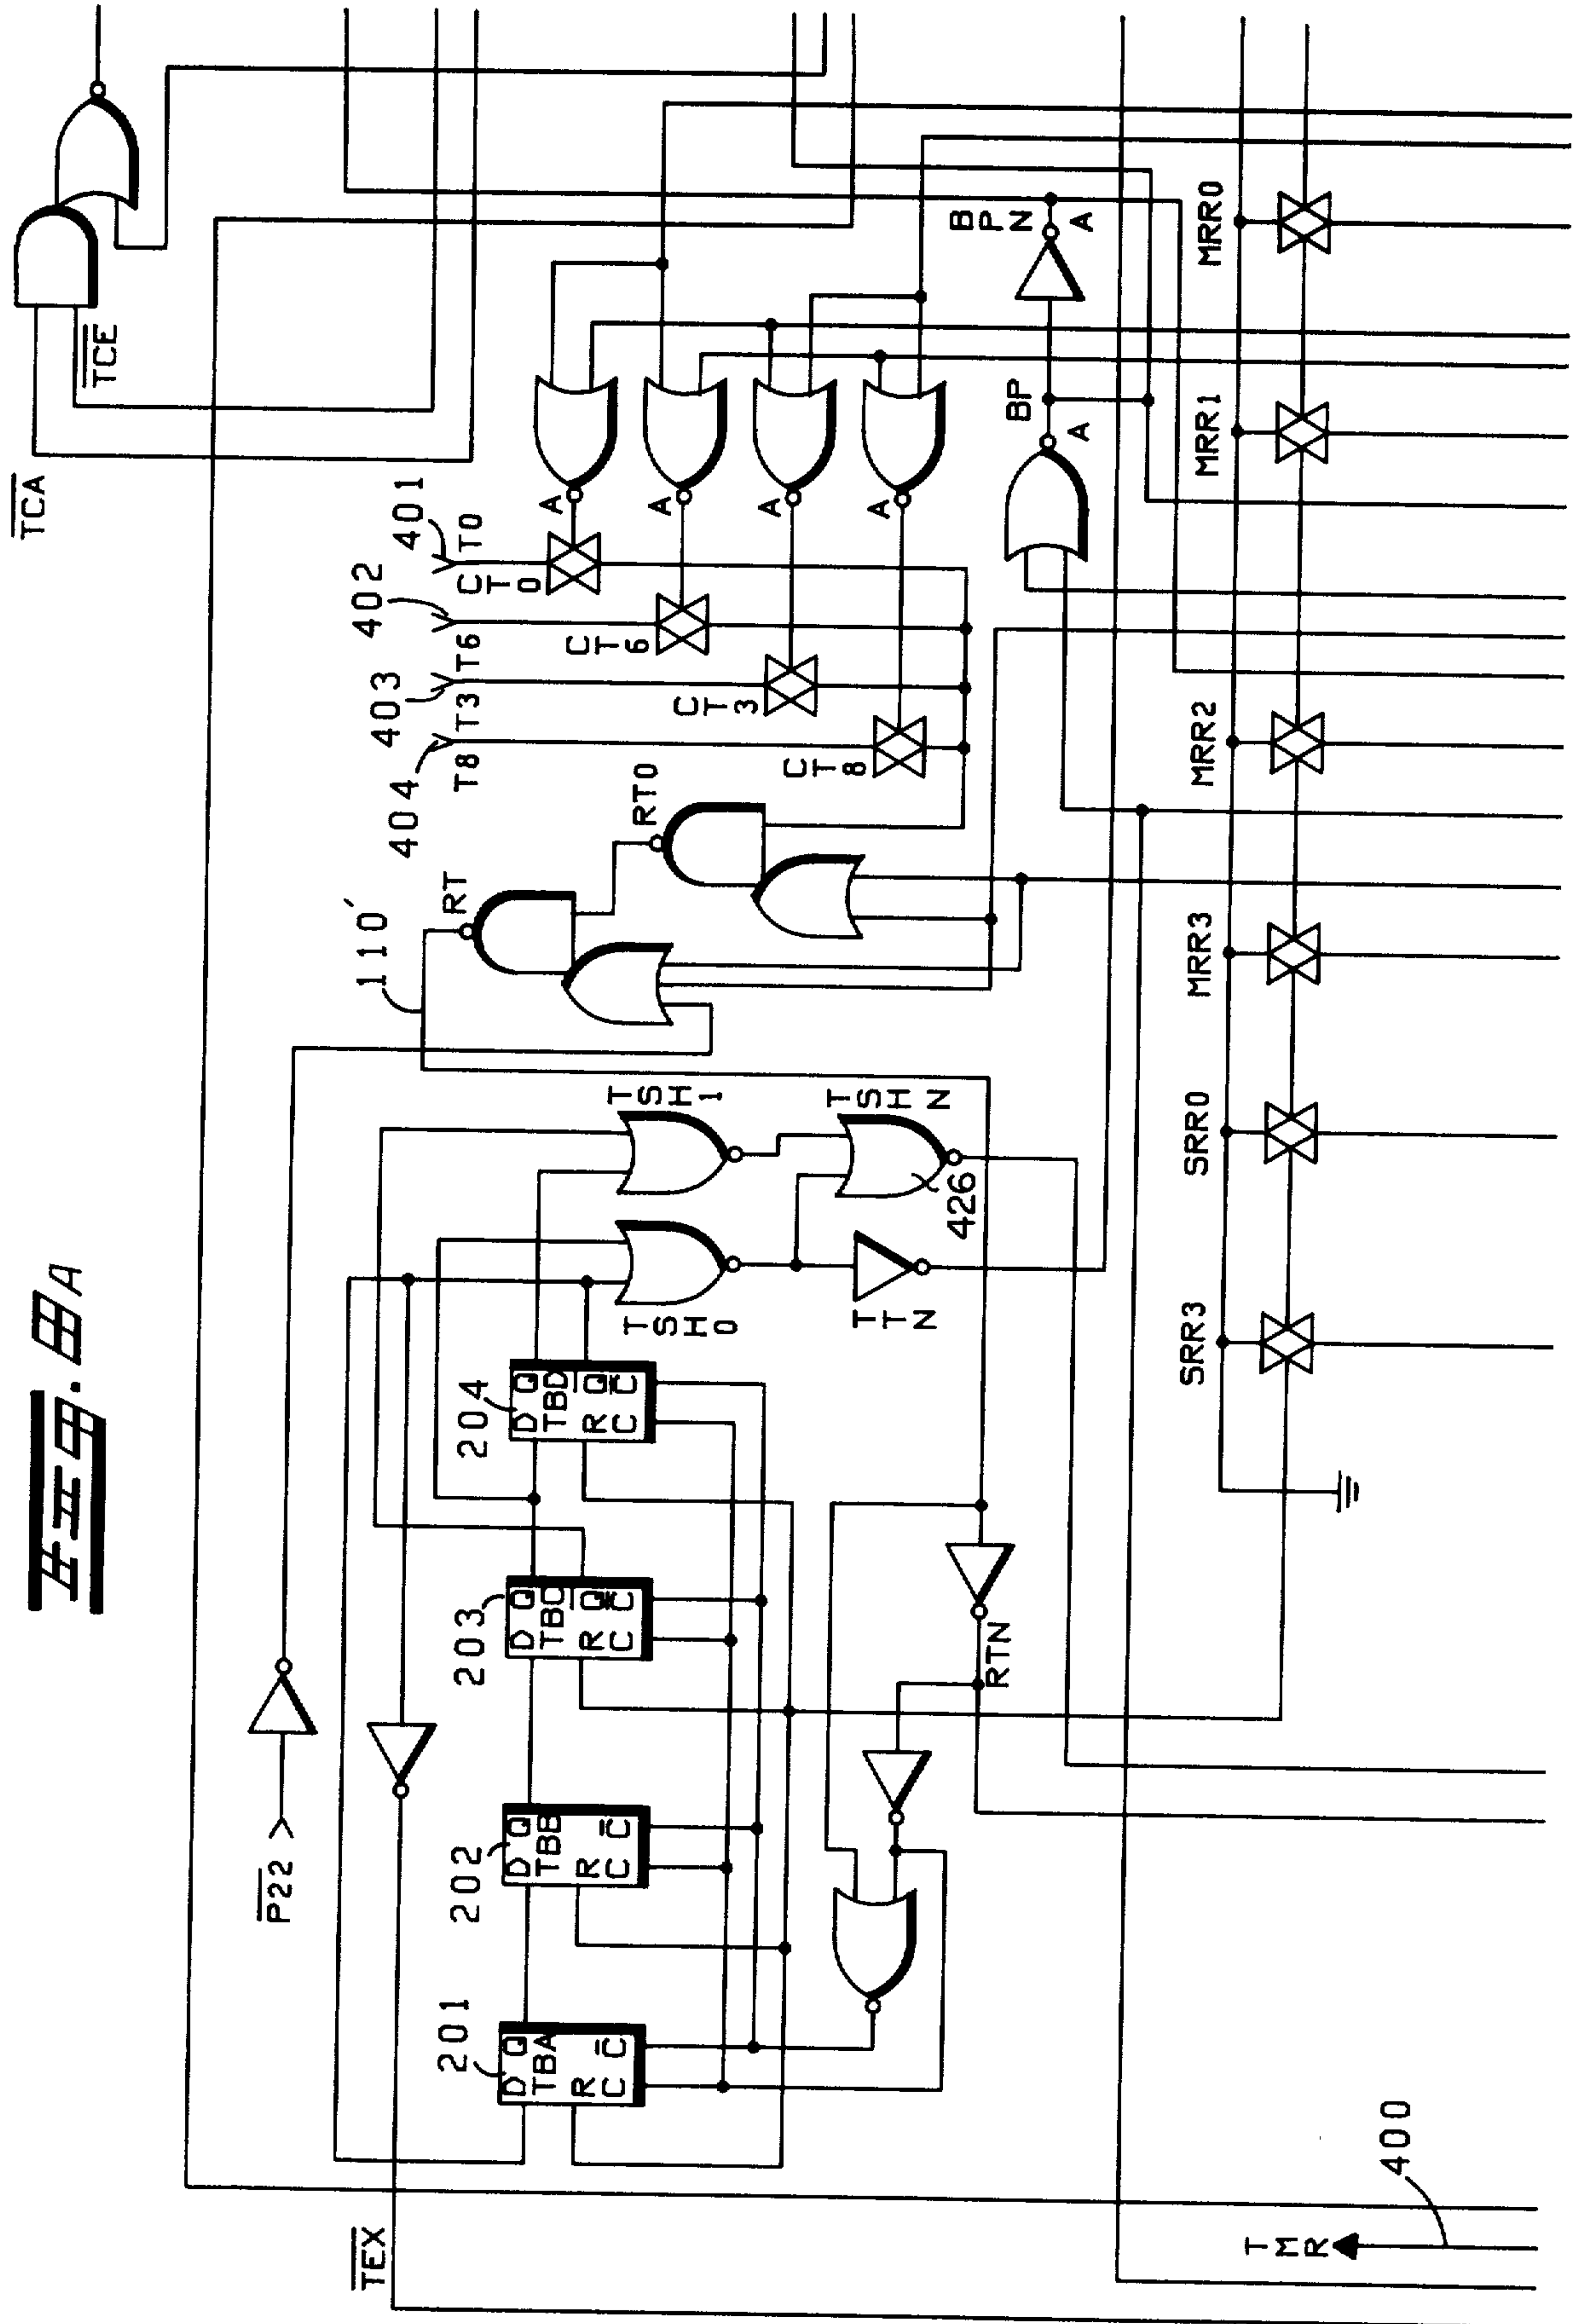 Fig. 8A
TCA
TCE
401
T0
CT0
402
T6
CT6
403
T3
CT3
404
T8
CT8
A
A
A
A
BPN
A
BP
A
MRR0
MRR1
MRR2
MRR3
SRR0
SRR3
RT0
RT
110'
TSH1
TSHN
426
TSH0
TTN
204
D Q
TBD
R Q
C C
203
D Q
TBC
R Q
C C
202
D Q
TBB
R
C C
201
D Q
TBA
R
C C
P22
RTN
TEX
TMR
400